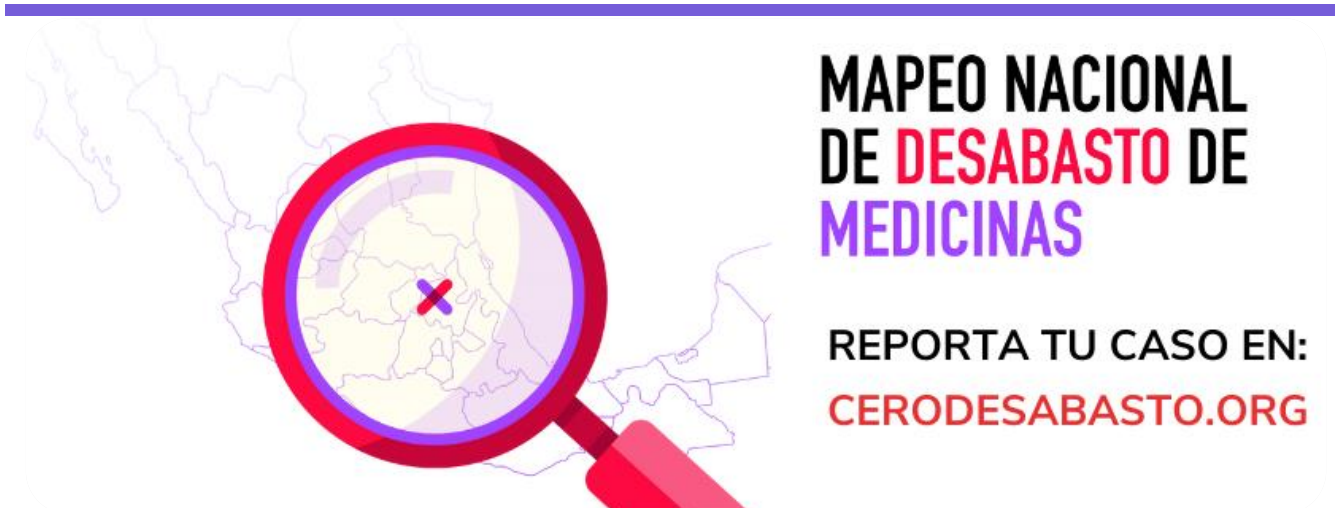 MAPEO NACIONAL
DE DESABASTO DE
MEDICINAS
REPORTA TU CASO EN:
CERODESABASTO.ORG